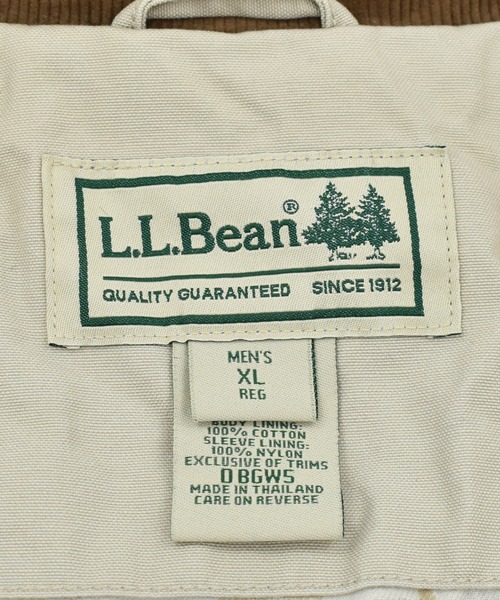 L.L.Bean®
QUALITY GUARANTEED SINCE 1912
MEN'S
XL
REG
BODY LINING:
100% COTTON
SLEEVE LINING:
100% NYLON
EXCLUSIVE OF TRIMS
0 BGW5
MADE IN THAILAND
CARE ON REVERSE